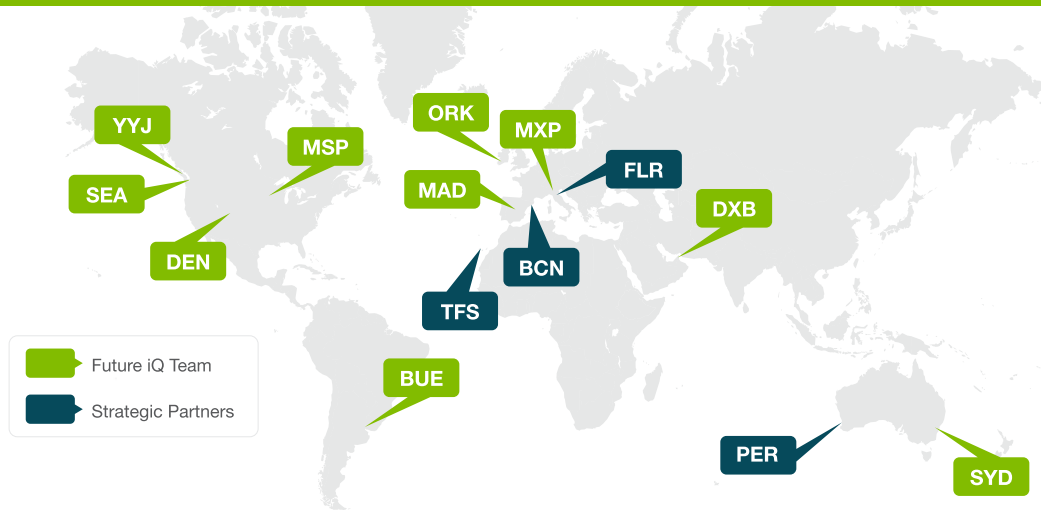 YYJ
MSP
ORK
MXP
SEA
MAD
FLR
DXB
DEN
BCN
TFS
BUE
PER
SYD
Future iQ Team
Strategic Partners